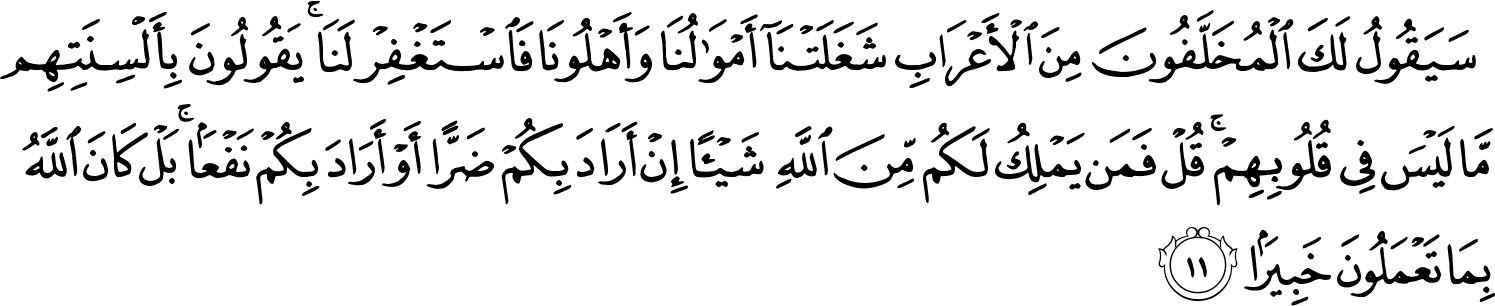 سَيَقُولُ لَكَ ٱلْمُخَلَّفُونَ مِنَ ٱلْأَعْرَابِ شَغَلَتْنَآ أَمْوَٰلُنَا وَأَهْلُونَا فَٱسْتَغْفِرْ لَنَا ۚ يَقُولُونَ بِأَلْسِنَتِهِم
مَّا لَيْسَ فِى قُلُوبِهِمْ ۚ قُلْ فَمَن يَمْلِكُ لَكُم مِّنَ ٱللَّهِ شَيْـًٔا إِنْ أَرَادَ بِكُمْ ضَرًّا أَوْ أَرَادَ بِكُمْ نَفْعًۢا ۚ بَلْ كَانَ ٱللَّهُ
بِمَا تَعْمَلُونَ خَبِيرًۢا ١١